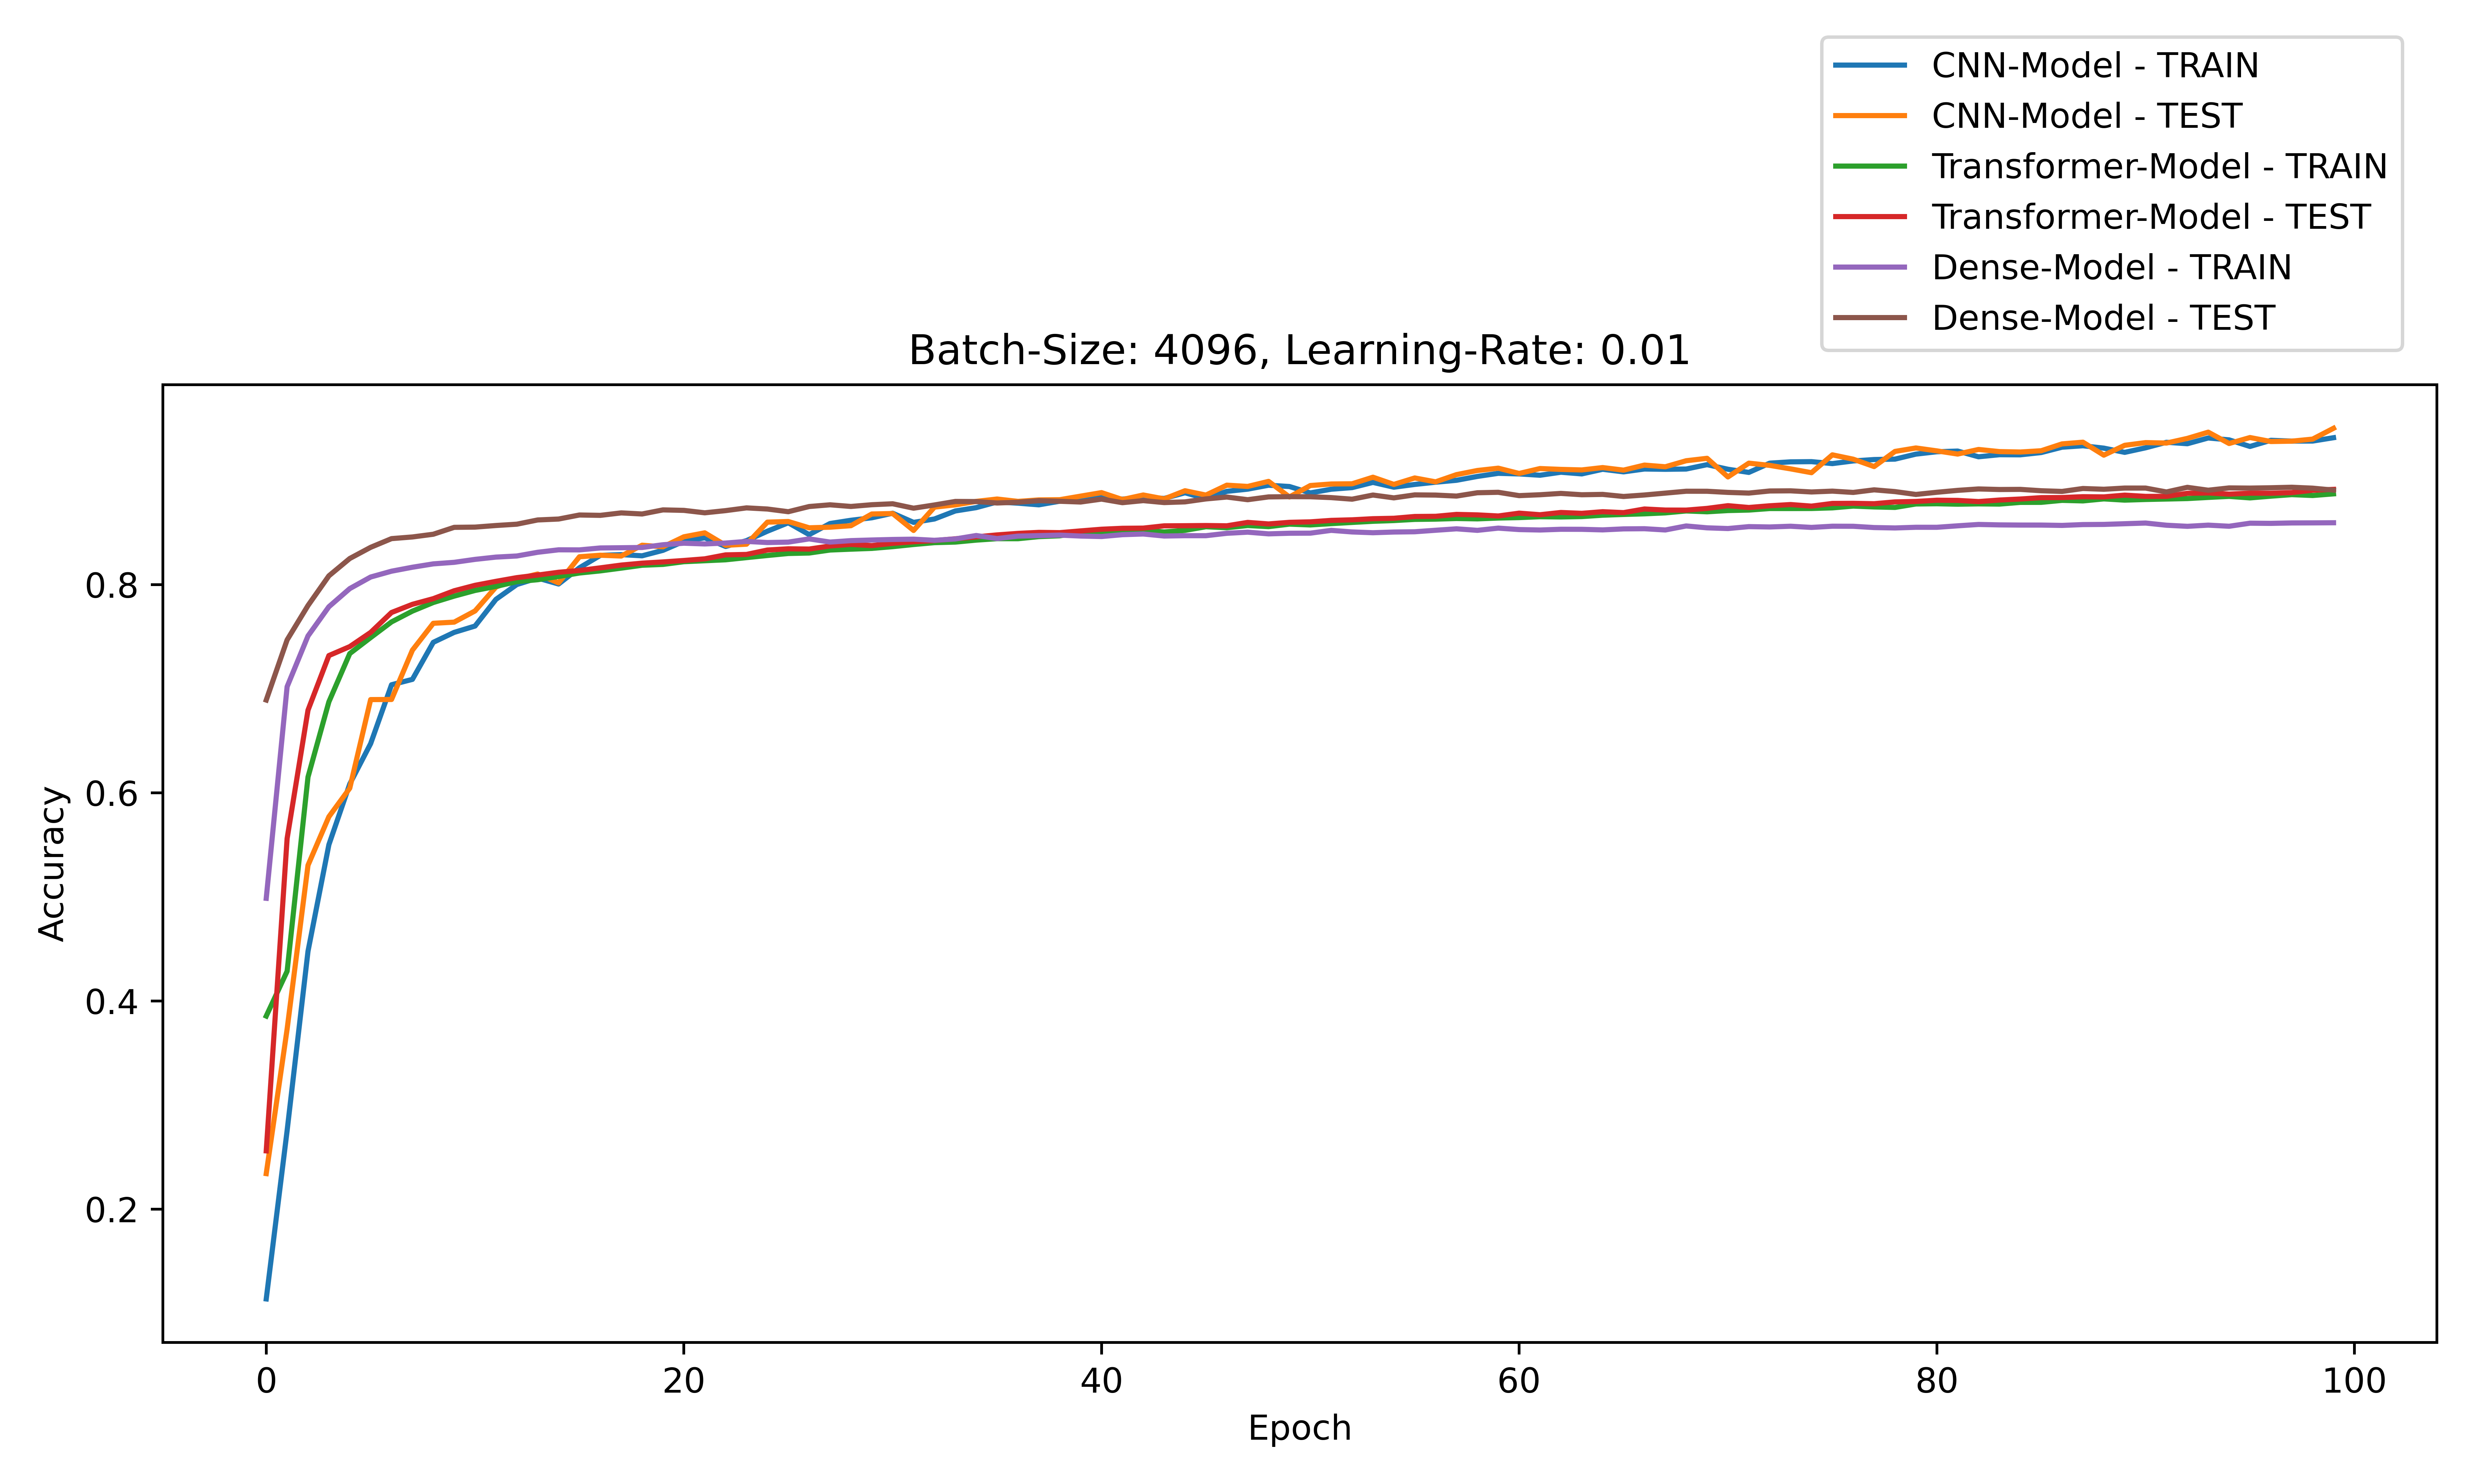 CNN-Model - TRAIN
CNN-Model - TEST
Transformer-Model - TRAIN
Transformer-Model - TEST
Dense-Model - TRAIN
Dense-Model - TEST
Batch-Size: 4096, Learning-Rate: 0.01
Accuracy
0.8
0.6
0.4
0.2
0 20 40 60 80 100
Epoch